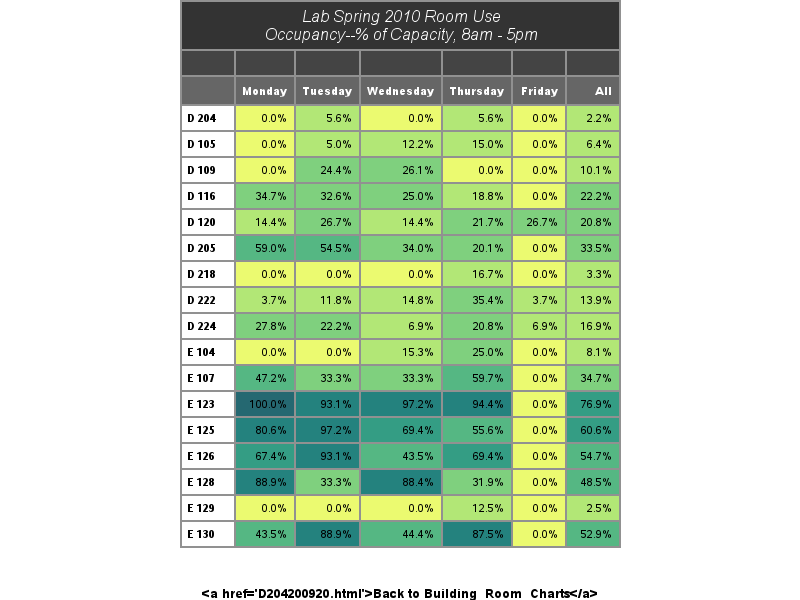 Lab Spring 2010 Room Use
Occupancy--% of Capacity, 8am - 5pm
Monday Tuesday Wednesday Thursday Friday All
D 204 0.0% 5.6% 0.0% 5.6% 0.0% 2.2%
D 105 0.0% 5.0% 12.2% 15.0% 0.0% 6.4%
D 109 0.0% 24.4% 26.1% 0.0% 0.0% 10.1%
D 116 34.7% 32.6% 25.0% 18.8% 0.0% 22.2%
D 120 14.4% 26.7% 14.4% 21.7% 26.7% 20.8%
D 205 59.0% 54.5% 34.0% 20.1% 0.0% 33.5%
D 218 0.0% 0.0% 0.0% 16.7% 0.0% 3.3%
D 222 3.7% 11.8% 14.8% 35.4% 3.7% 13.9%
D 224 27.8% 22.2% 6.9% 20.8% 6.9% 16.9%
E 104 0.0% 0.0% 15.3% 25.0% 0.0% 8.1%
E 107 47.2% 33.3% 33.3% 59.7% 0.0% 34.7%
E 123 100.0% 93.1% 97.2% 94.4% 0.0% 76.9%
E 125 80.6% 97.2% 69.4% 55.6% 0.0% 60.6%
E 126 67.4% 93.1% 43.5% 69.4% 0.0% 54.7%
E 128 88.9% 33.3% 88.4% 31.9% 0.0% 48.5%
E 129 0.0% 0.0% 0.0% 12.5% 0.0% 2.5%
E 130 43.5% 88.9% 44.4% 87.5% 0.0% 52.9%
<a href='D204200920.html'>Back to Building_Room_Charts</a>